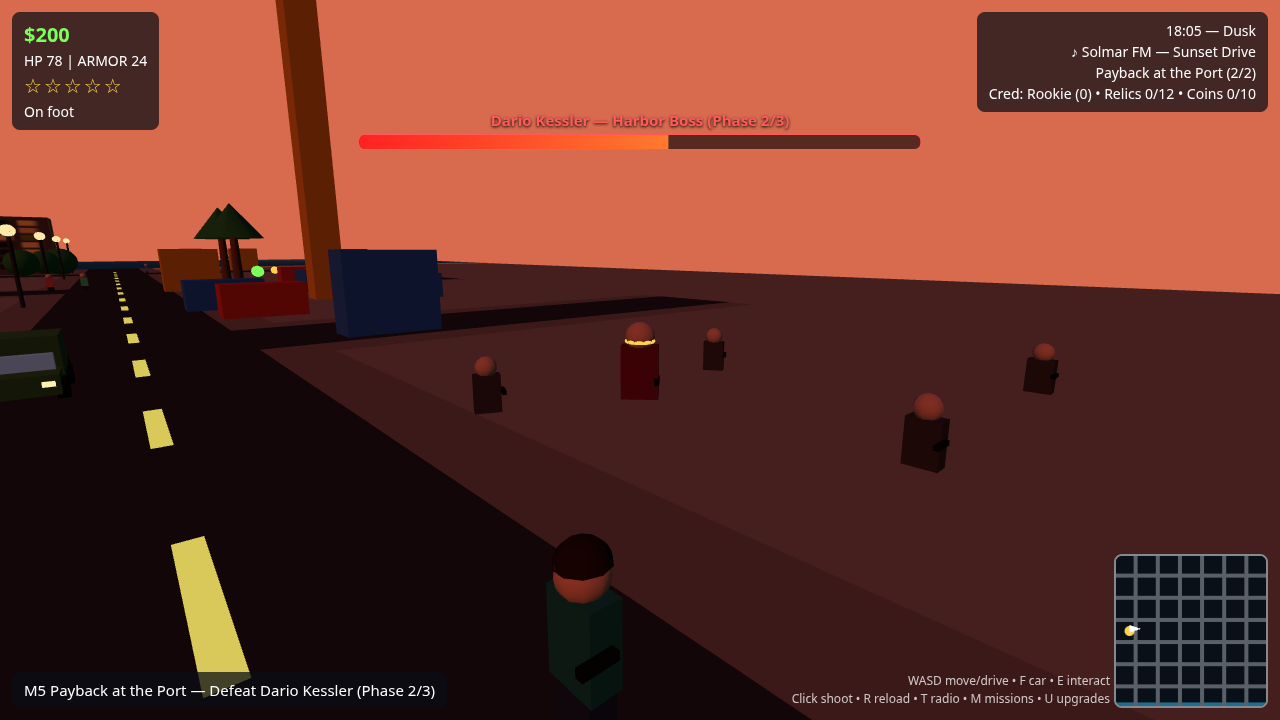 $200
HP 78 | ARMOR 24
☆☆☆☆☆
On foot
18:05 — Dusk
♪ Solmar FM — Sunset Drive
Payback at the Port (2/2)
Cred: Rookie (0) • Relics 0/12 • Coins 0/10
Dario Kessler — Harbor Boss (Phase 2/3)
M5 Payback at the Port — Defeat Dario Kessler (Phase 2/3)
WASD move/drive • F car • E interact
Click shoot • R reload • T radio • M missions • U upgrades